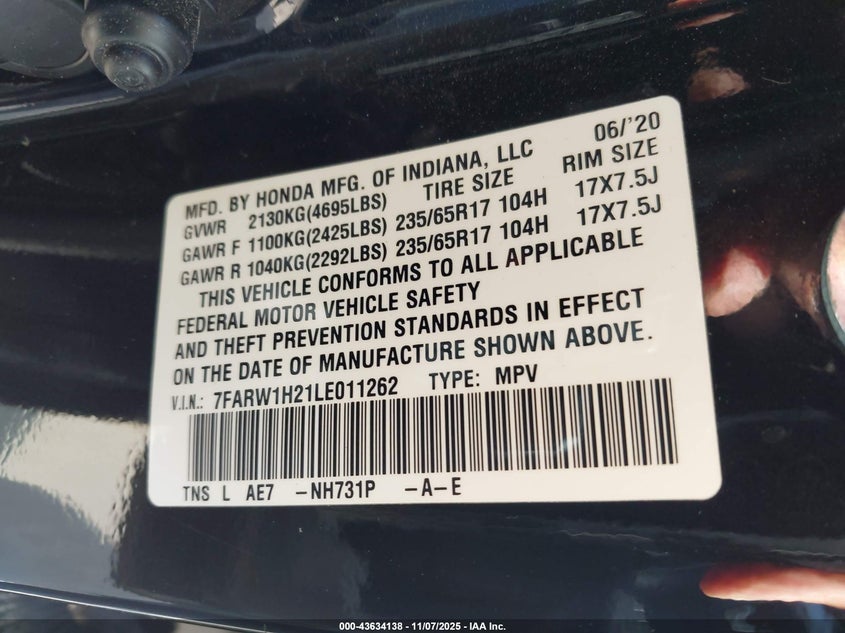 06/'20
MFD. BY HONDA MFG. OF INDIANA, LLC
GVWR 2130KG(4695LBS) TIRE SIZE RIM SIZE
GAWR F 1100KG(2425LBS) 235/65R17 104H 17X7.5J
GAWR R 1040KG(2292LBS) 235/65R17 104H 17X7.5J
THIS VEHICLE CONFORMS TO ALL APPLICABLE
FEDERAL MOTOR VEHICLE SAFETY
AND THEFT PREVENTION STANDARDS IN EFFECT
ON THE DATE OF MANUFACTURE SHOWN ABOVE.
V.I.N.: 7FARW1H21LE011262 TYPE: MPV
TNS L AE7 -NH731P -A-E
000-43634138 - 11/07/2025 - IAA Inc.